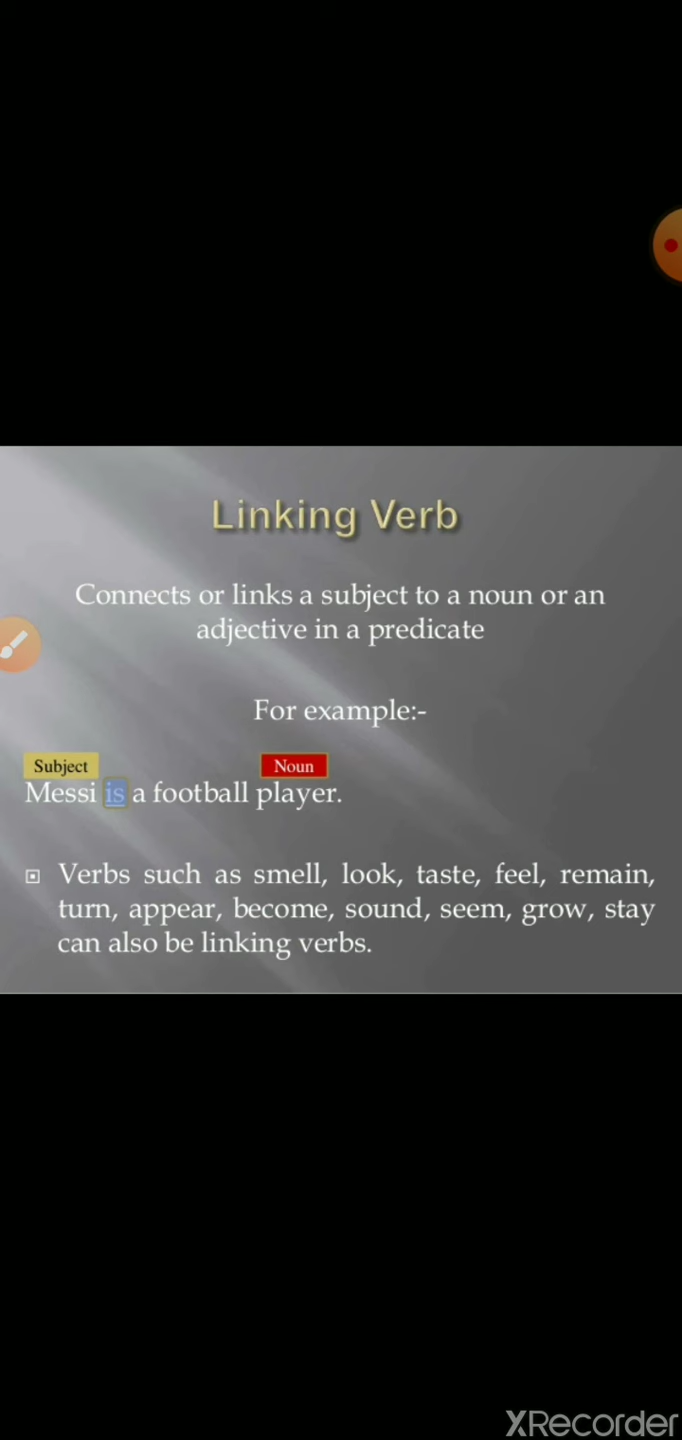 Linking Verb
Connects or links a subject to a noun or an
adjective in a predicate
For example:-
Subject Noun
Messi is a football player.
Verbs such as smell, look, taste, feel, remain,
turn, appear, become, sound, seem, grow, stay
can also be linking verbs.
XRecorder